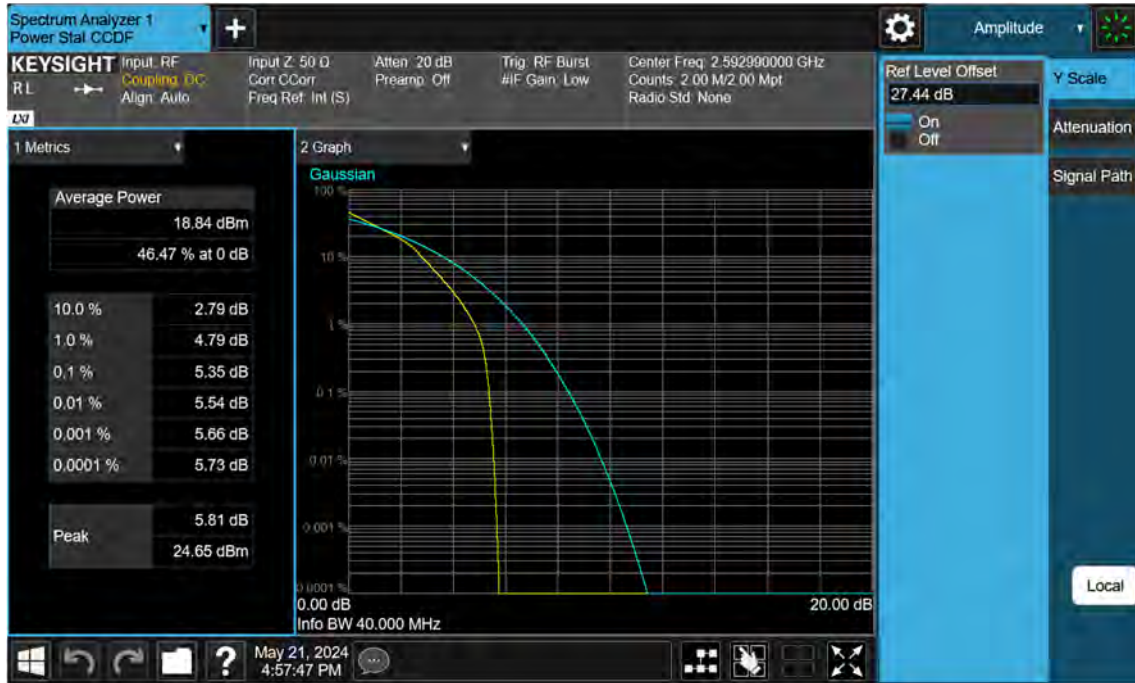 Spectrum Analyzer 1
Power Stat CCDF
+
Amplitude
KEYSIGHT
RL
LXI
Input: RF
Coupling: DC
Align: Auto
Input Z: 50 Ω
Corr CCorr
Freq Ref: Int (S)
Atten: 20 dB
Preamp: Off
Trig: RF Burst
#IF Gain: Low
Center Freq: 2.592990000 GHz
Counts: 2.00 M/2.00 Mpt
Radio Std: None
Ref Level Offset
27.44 dB
On
Off
Y Scale
Attenuation
Signal Path
1 Metrics
Average Power
18.84 dBm
46.47 % at 0 dB
10.0 % 2.79 dB
1.0 % 4.79 dB
0.1 % 5.35 dB
0.01 % 5.54 dB
0.001 % 5.66 dB
0.0001 % 5.73 dB
Peak
5.81 dB
24.65 dBm
2 Graph
Gaussian
100 %
10 %
1 %
0.1 %
0.01 %
0.001 %
0.0001 %
0.00 dB 20.00 dB
Info BW 40.000 MHz
Local
?
May 21, 2024
4:57:47 PM